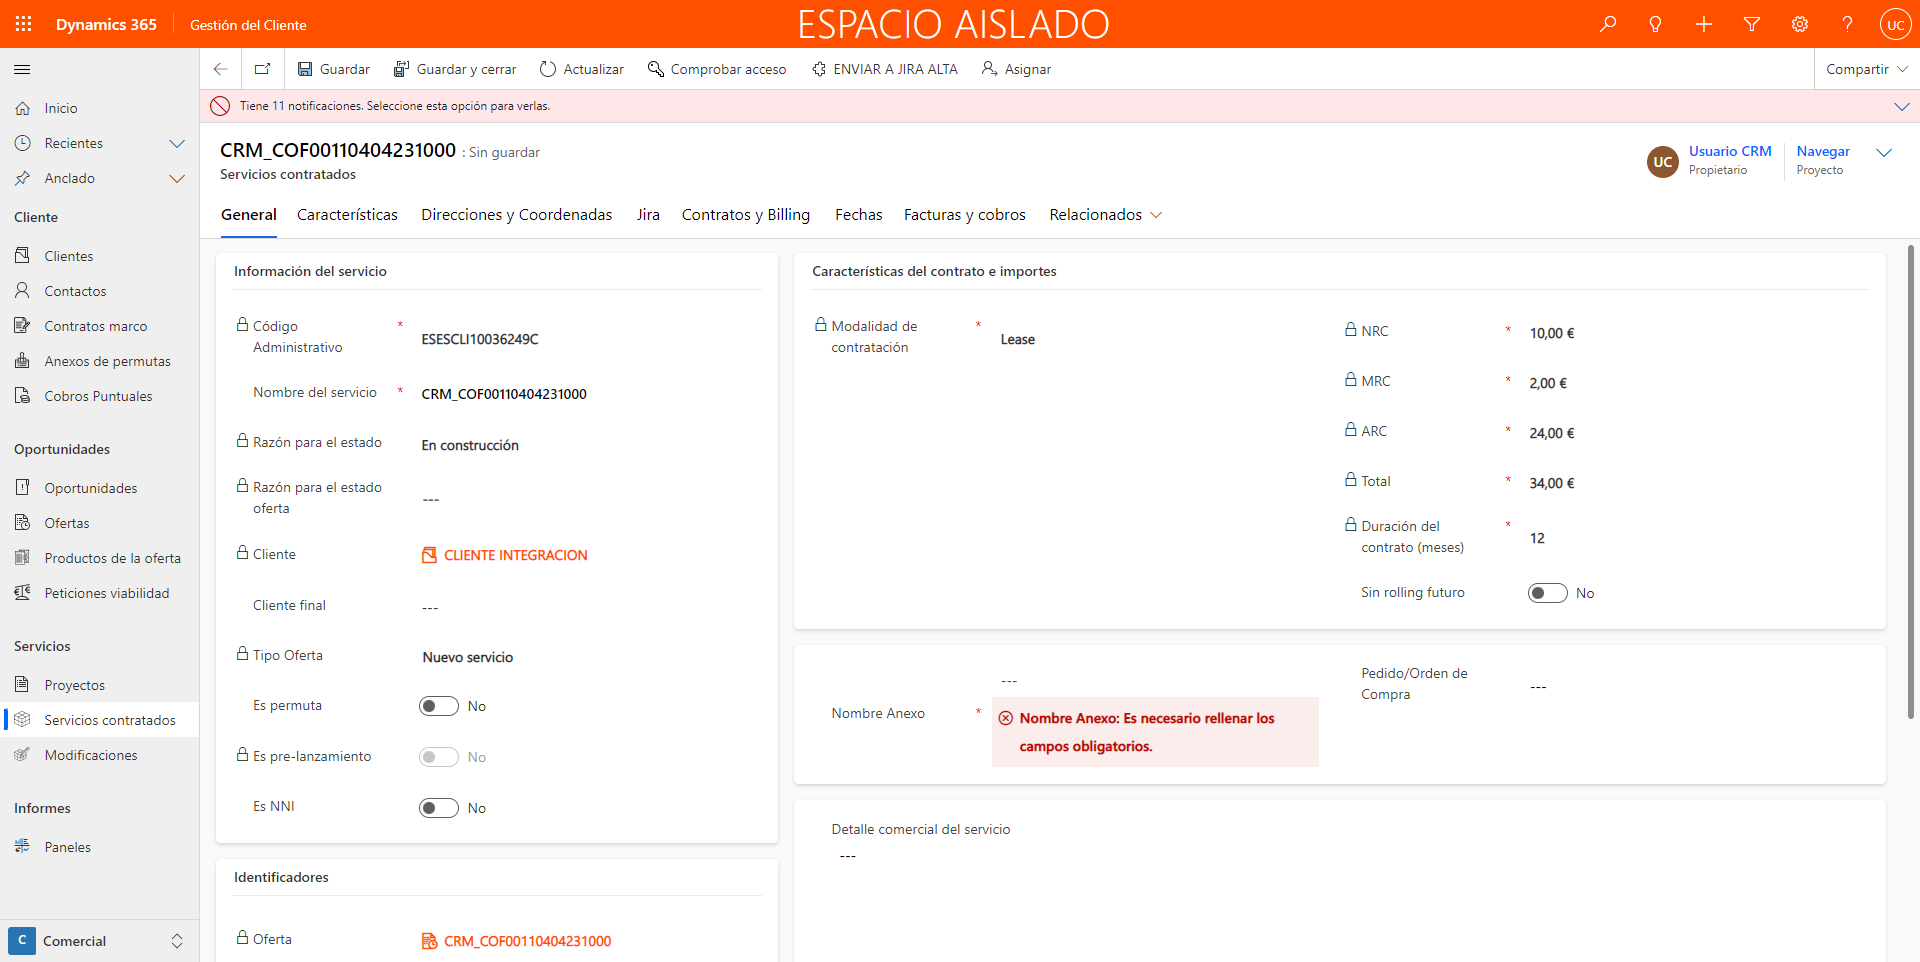 Dynamics 365
Gestión del Cliente
ESPACIO AISLADO
UC
Guardar
Guardar y cerrar
Actualizar
Comprobar acceso
ENVIAR A JIRA ALTA
Asignar
Compartir
Tiene 11 notificaciones. Seleccione esta opción para verlas.
Inicio
Recientes
Anclado
Cliente
Clientes
Contactos
Contratos marco
Anexos de permutas
Cobros Puntuales
Oportunidades
Oportunidades
Ofertas
Productos de la oferta
Peticiones viabilidad
Servicios
Proyectos
Servicios contratados
Modificaciones
Informes
Paneles
C Comercial
CRM_COF00110404231000 : Sin guardar
Servicios contratados
UC
Usuario CRM
Propietario
Navegar
Proyecto
General
Características
Direcciones y Coordenadas
Jira
Contratos y Billing
Fechas
Facturas y cobros
Relacionados
Información del servicio
Código
Administrativo
*
ESESCLI10036249C
Nombre del servicio * CRM_COF00110404231000
Razón para el estado
En construcción
Razón para el estado
oferta
---
Cliente
CLIENTE INTEGRACION
Cliente final
---
Tipo Oferta
Nuevo servicio
Es permuta
No
Es pre-lanzamiento
No
Es NNI
No
Identificadores
Oferta
CRM_COF00110404231000
Características del contrato e importes
Modalidad de
contratación
*
Lease
NRC * 10,00 €
MRC * 2,00 €
ARC * 24,00 €
Total * 34,00 €
Duración del
contrato (meses)
*
12
Sin rolling futuro
No
Nombre Anexo *
---
Nombre Anexo: Es necesario rellenar los
campos obligatorios.
Pedido/Orden de
Compra
---
Detalle comercial del servicio
---